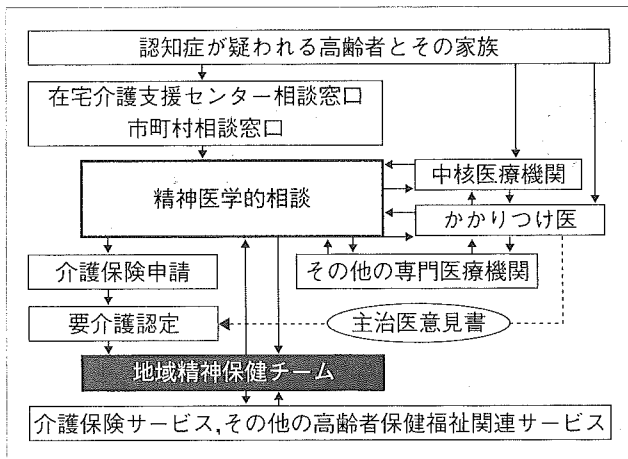 認知症が疑われる高齢者とその家族
在宅介護支援センター相談窓口
市町村相談窓口
精神医学的相談
中核医療機関
かかりつけ医
介護保険申請
その他の専門医療機関
要介護認定
主治医意見書
地域精神保健チーム
介護保険サービス,その他の高齢者保健福祉関連サービス